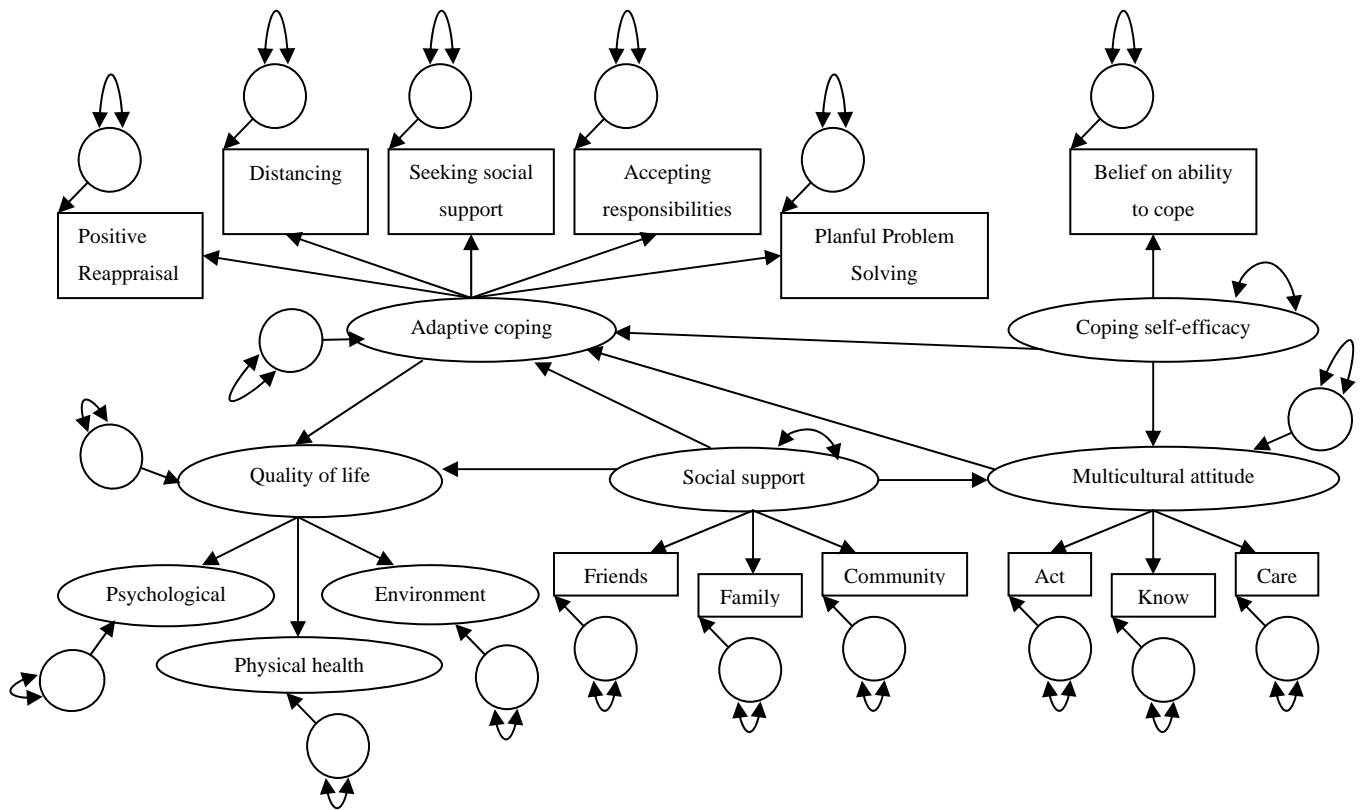 Distancing
Seeking social
support
Accepting
responsibilities
Belief on ability
to cope
Positive
Reappraisal
Planful Problem
Solving
Adaptive coping
Coping self-efficacy
Quality of life
Social support
Multicultural attitude
Psychological
Environment
Physical health
Friends
Family
Community
Act
Know
Care